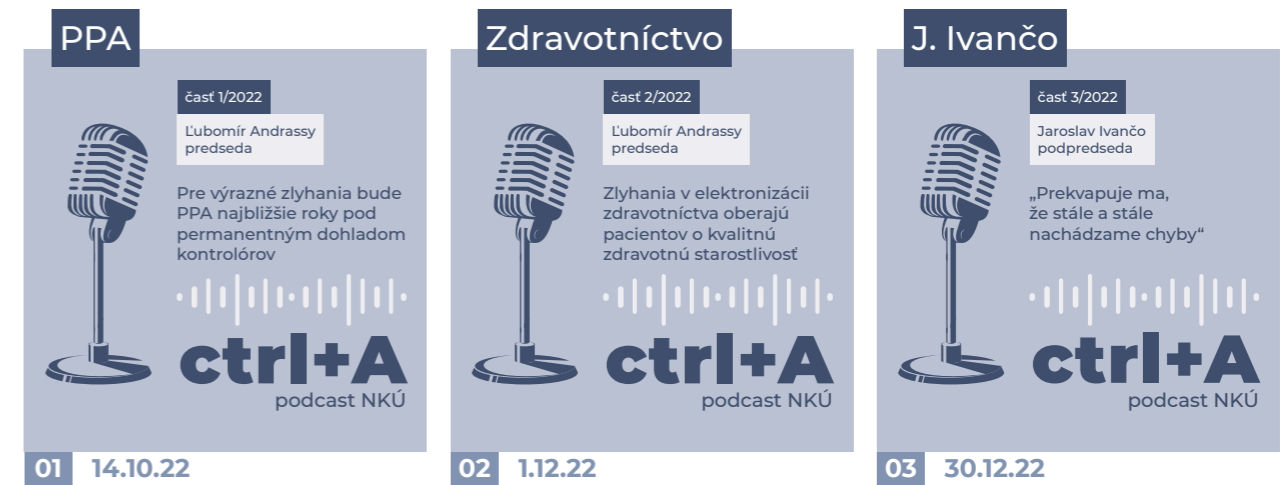 PPA
časť 1/2022
Ľubomír Andrassy
predseda
Pre výrazné zlyhania bude
PPA najbližšie roky pod
permanentným dohladom
kontrolórov
ctrl+A
podcast NKÚ
01 14.10.22
Zdravotníctvo
časť 2/2022
Ľubomír Andrassy
predseda
Zlyhania v elektronizácii
zdravotníctva oberajú
pacientov o kvalitnú
zdravotnú starostlivosť
ctrl+A
podcast NKÚ
02 1.12.22
J. Ivančo
časť 3/2022
Jaroslav Ivančo
podpredseda
„Prekvapuje ma,
že stále a stále
nachádzame chyby“
ctrl+A
podcast NKÚ
03 30.12.22